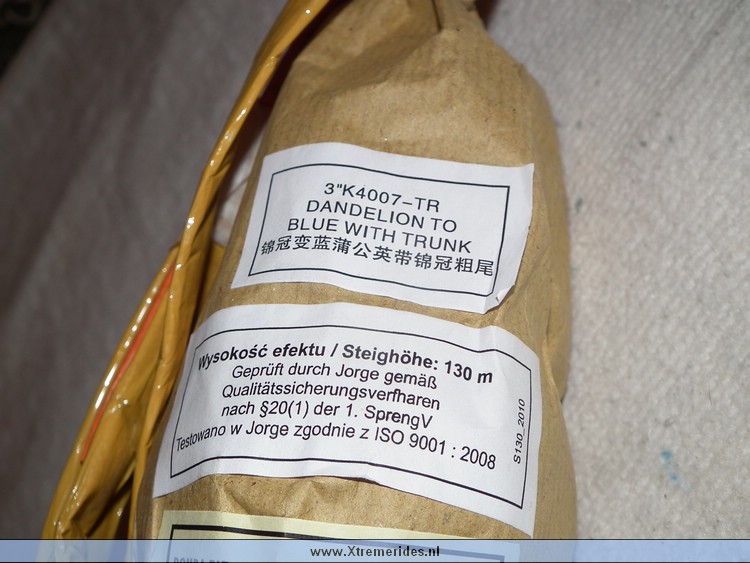 3"K4007-TR
DANDELION TO
BLUE WITH TRUNK
锦冠变蓝蒲公英带锦冠粗尾
Wysokość efektu / Steighöhe: 130 m
Geprüft durch Jorge gemäß
Qualitätssicherungsverfharen
nach §20(1) der 1. SprengV
Testowano w Jorge zgodnie z ISO 9001 : 2008
S130_2010
www.Xtremerides.nl